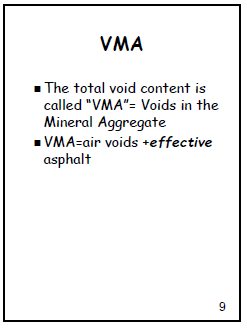 VMA
▪ The total void content is
called “VMA”= Voids in the
Mineral Aggregate
▪ VMA=air voids +effective
asphalt
9